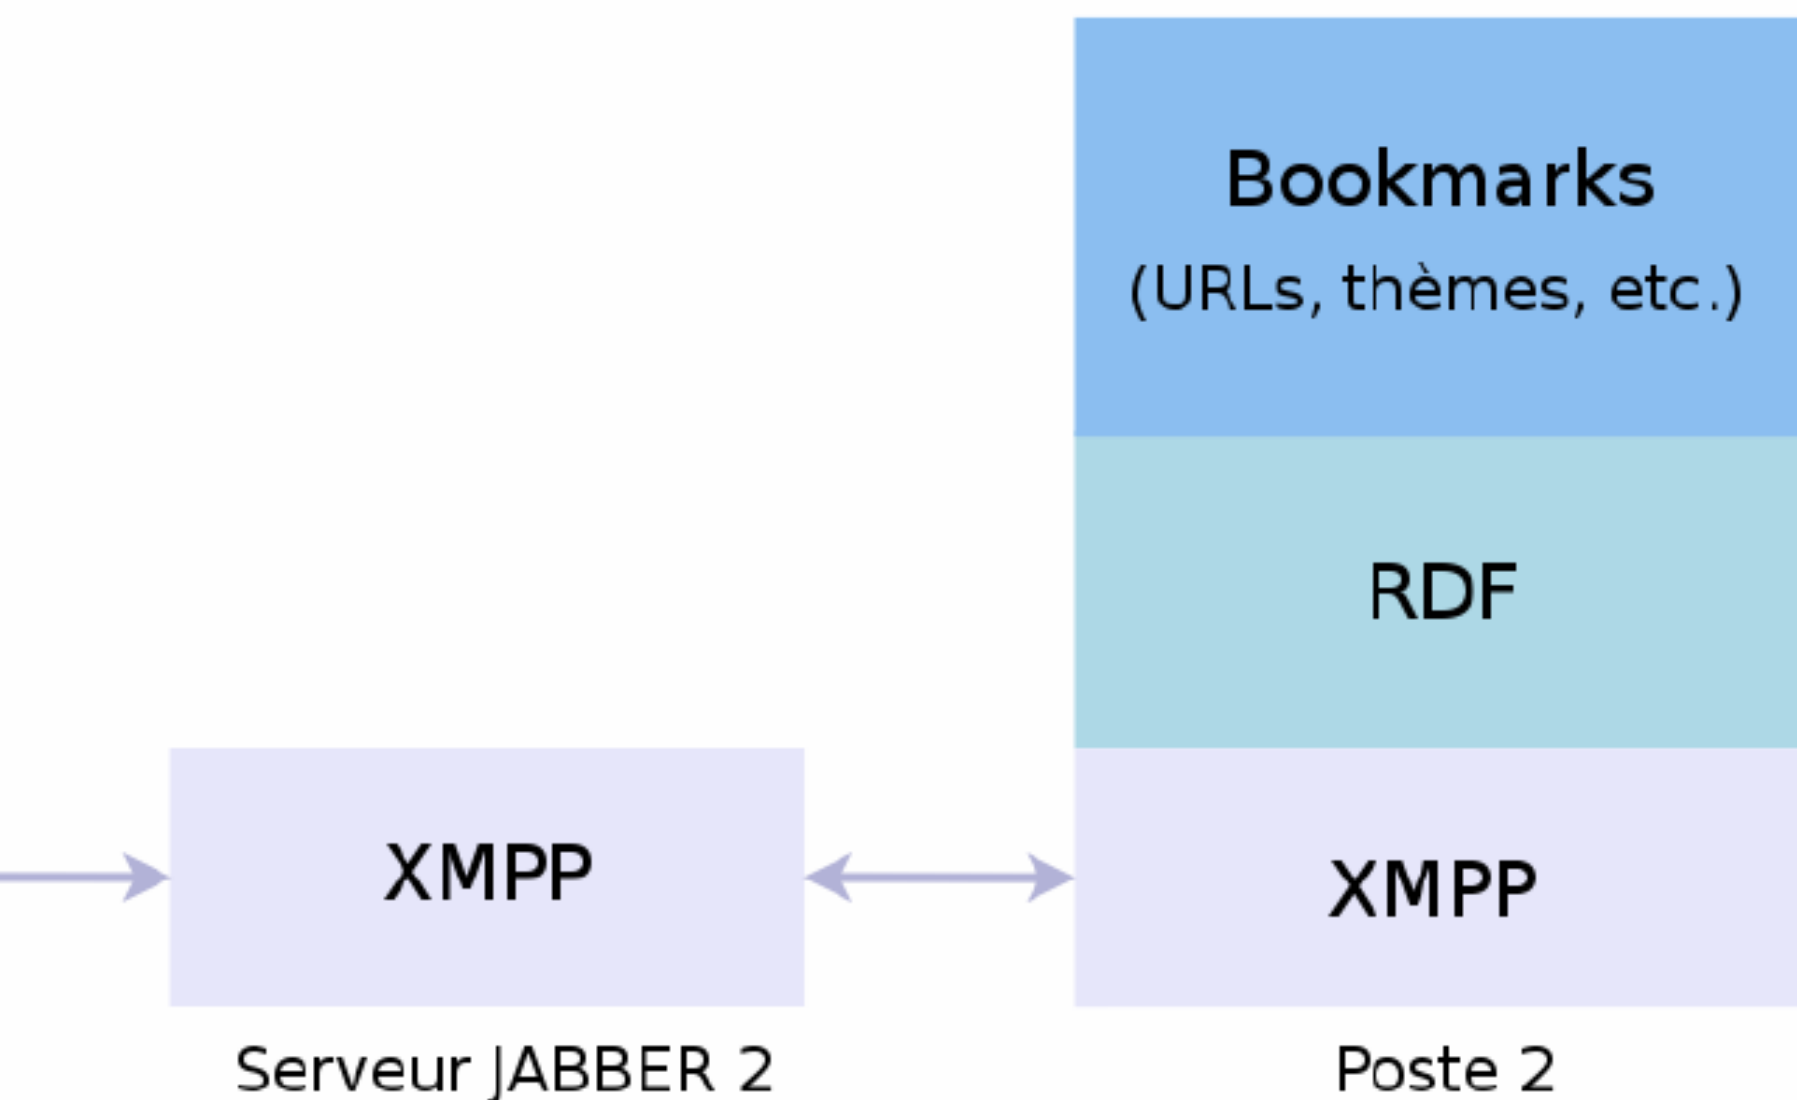 Bookmarks
(URLs, thèmes, etc.)
RDF
XMPP
XMPP
Serveur JABBER 2
Poste 2